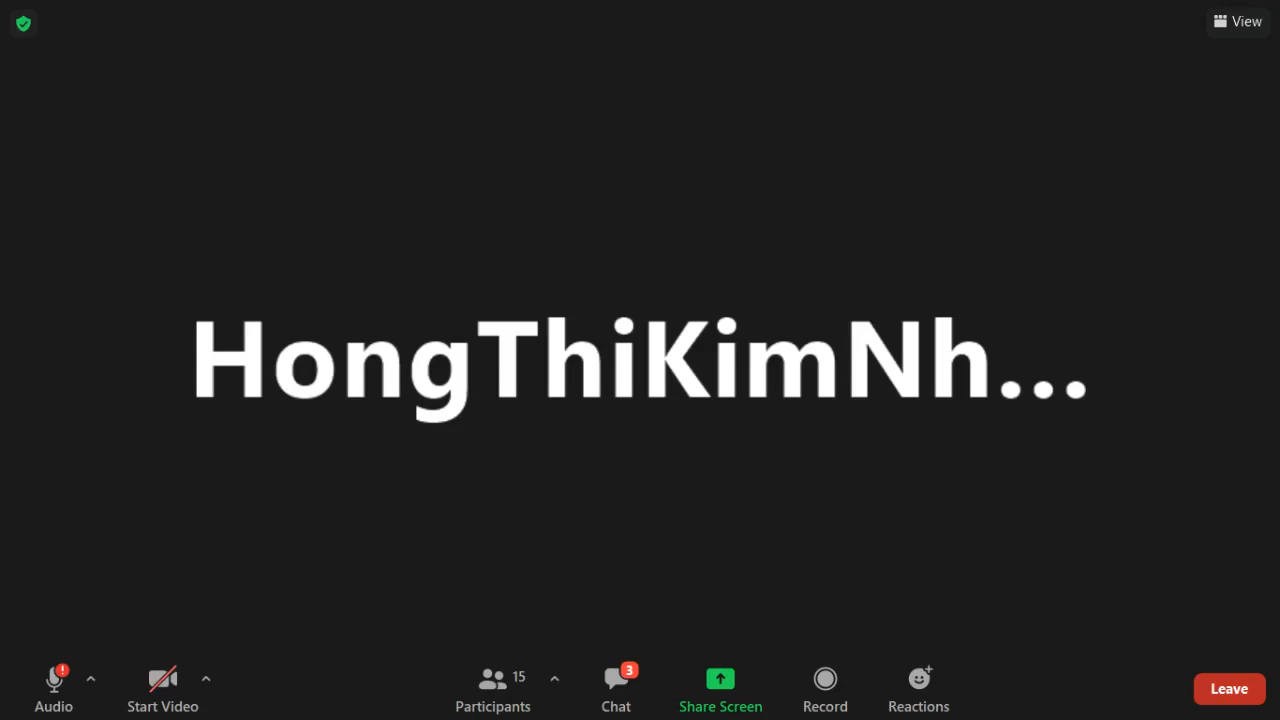 View
HongThiKimNh...
15
3
Audio
Start Video
Participants
Chat
Share Screen
Record
Reactions
Leave